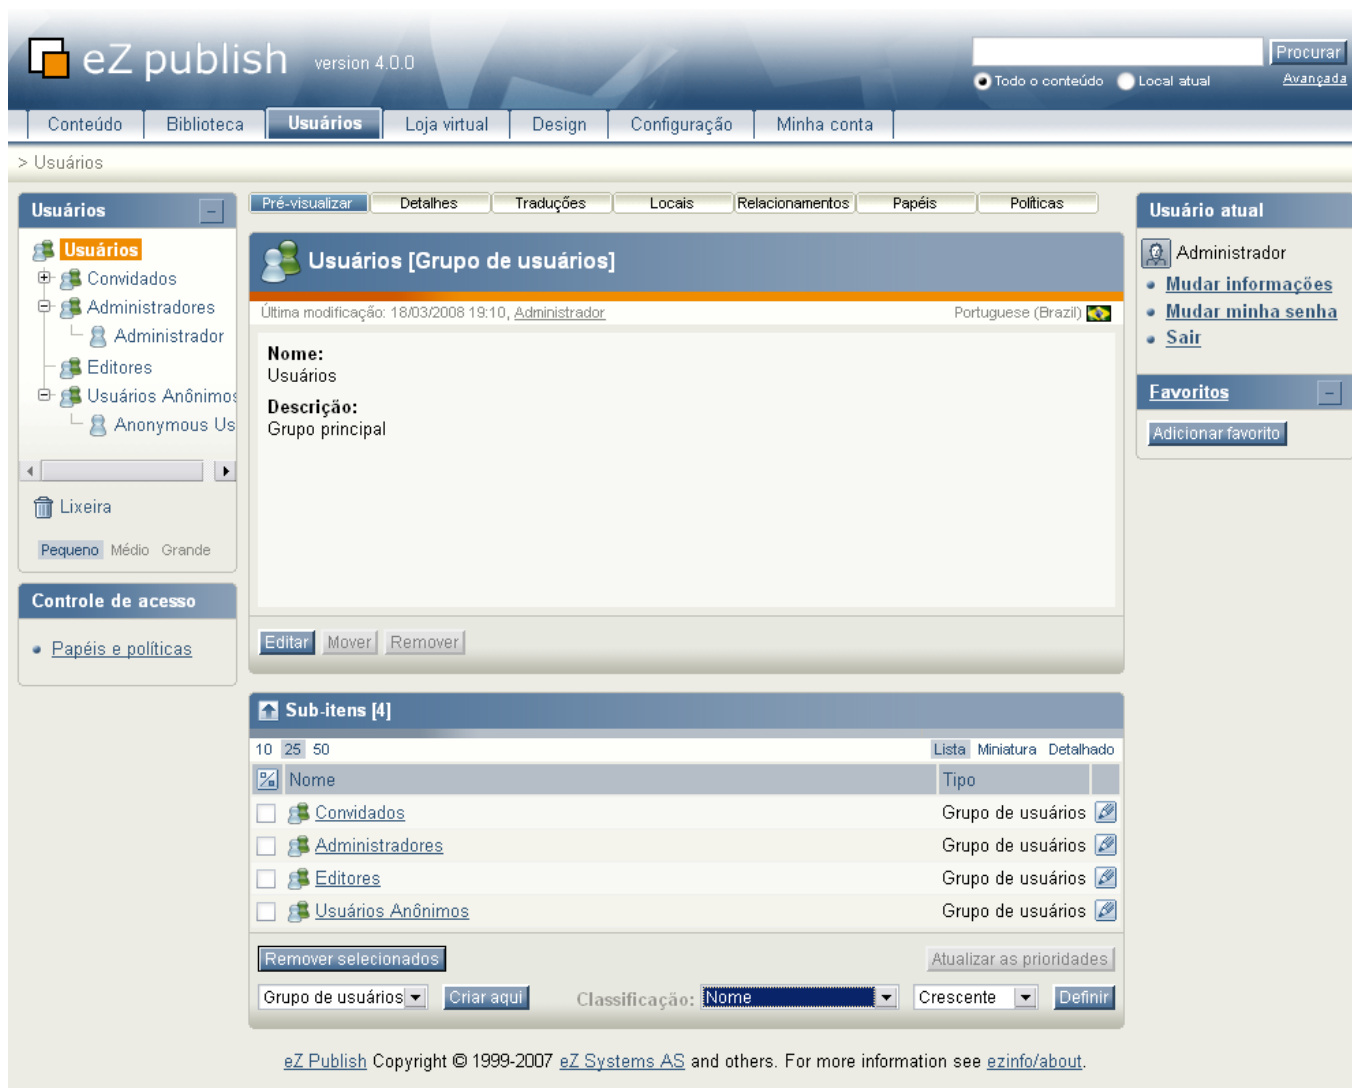 eZ publish version 4.0.0
Procurar
Todo o conteúdo Local atual Avançada
Conteúdo Biblioteca Usuários Loja virtual Design Configuração Minha conta
> Usuários
Usuários
Usuários
Convidados
Administradores
Administrador
Editores
Usuários Anônimos
Anonymous Us
Lixeira
Pequeno Médio Grande
Controle de acesso
Papéis e políticas
Pré-visualizar Detalhes Traduções Locais Relacionamentos Papéis Políticas
Usuários [Grupo de usuários]
Última modificação: 18/03/2008 19:10, Administrador Portuguese (Brazil)
Nome:
Usuários
Descrição:
Grupo principal
Editar Mover Remover
Sub-itens [4]
10 25 50 Lista Miniatura Detalhado
Nome Tipo
Convidados Grupo de usuários
Administradores Grupo de usuários
Editores Grupo de usuários
Usuários Anônimos Grupo de usuários
Remover selecionados Atualizar as prioridades
Grupo de usuários Criar aqui Classificação: Nome Crescente Definir
Usuário atual
Administrador
Mudar informações
Mudar minha senha
Sair
Favoritos
Adicionar favorito
eZ Publish Copyright © 1999-2007 eZ Systems AS and others. For more information see ezinfo/about.